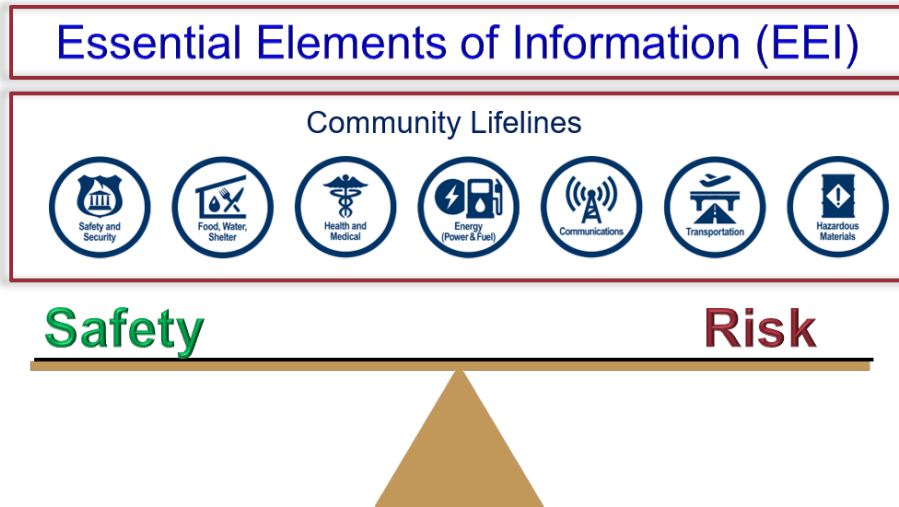 Essential Elements of Information (EEI)
Community Lifelines
Safety and
Security
Food, Water,
Shelter
Health and
Medical
Energy
(Power & Fuel)
Communications
Transportation
Hazardous
Materials
Safety
Risk